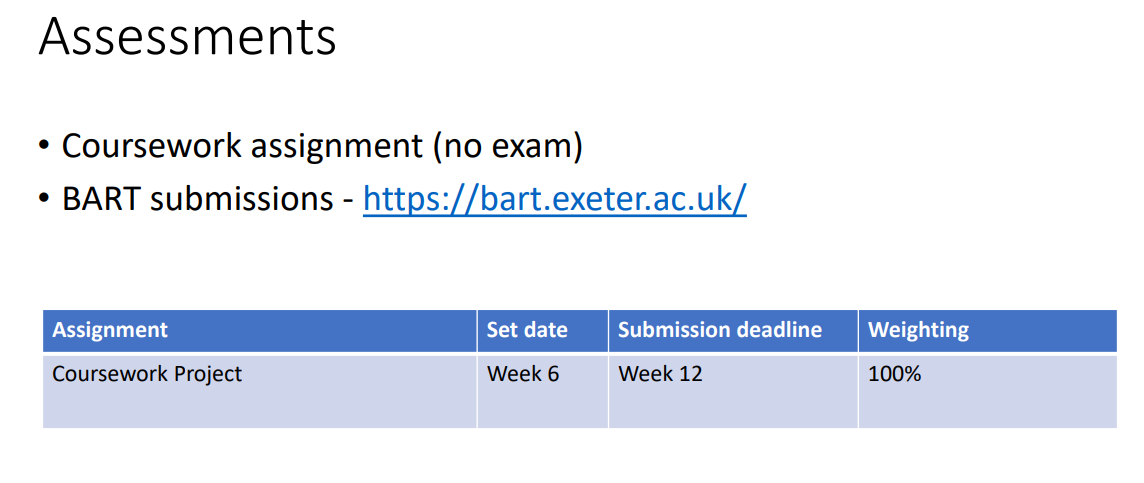 Assessments
• Coursework assignment (no exam)
• BART submissions - https://bart.exeter.ac.uk/
Assignment Set date Submission deadline Weighting
Coursework Project Week 6 Week 12 100%